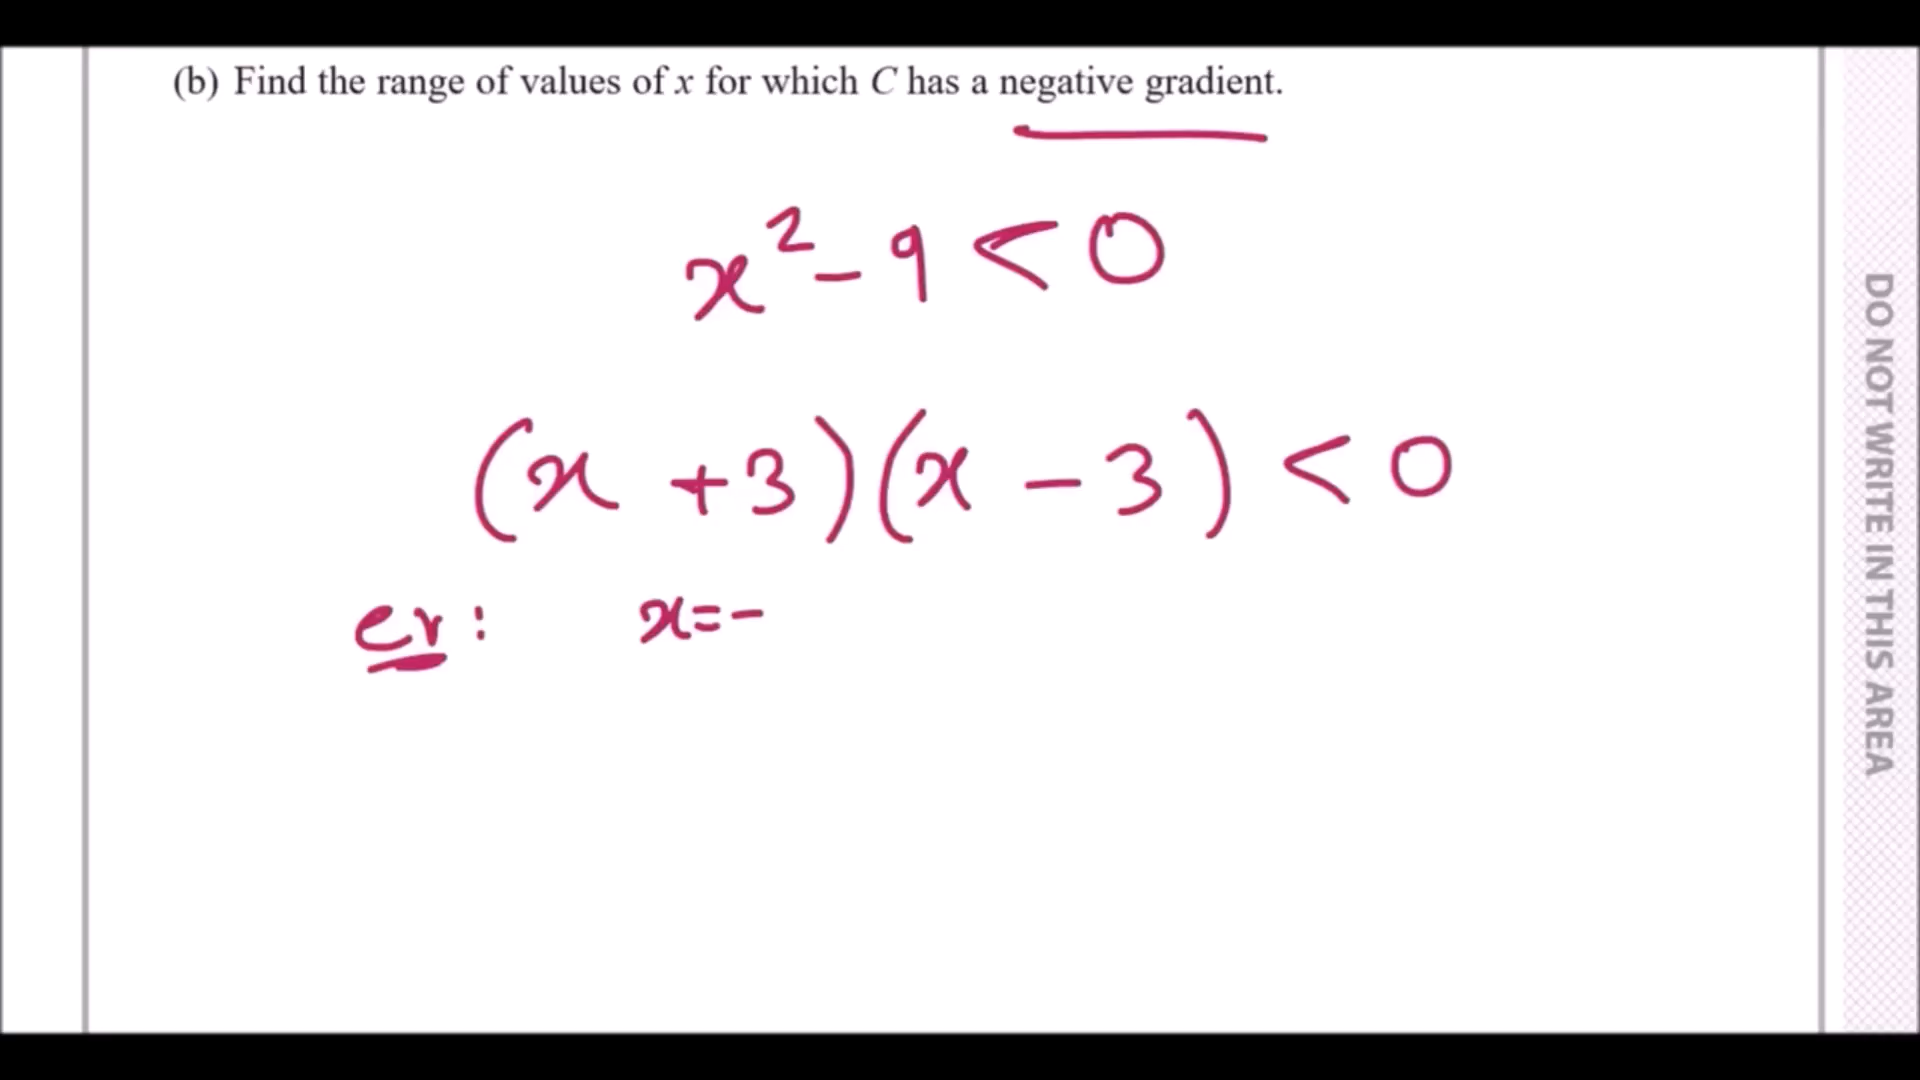 (b) Find the range of values of x for which C has a negative gradient.
x² - 9 < 0
(x + 3)(x - 3) < 0
cv: x = -
DO NOT WRITE IN THIS AREA